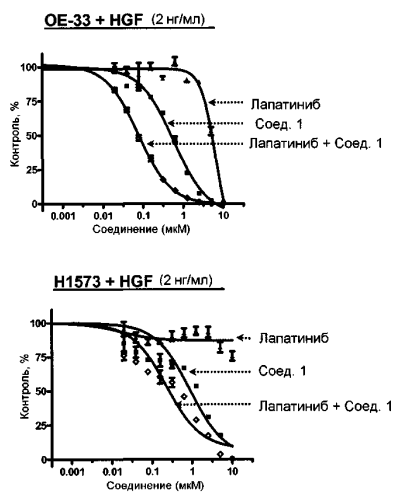 OE-33 + HGF (2 нг/мл)
Контроль, %
100
75
50
25
0
Лапатиниб
Соед. 1
Лапатиниб + Соед. 1
0.001 0.01 0.1 1 10
Соединение (мкМ)
H1573 + HGF (2 нг/мл)
Контроль, %
100
75
50
25
0
Лапатиниб
Соед. 1
Лапатиниб + Соед. 1
0.001 0.01 0.1 1 10
Соединение (мкМ)